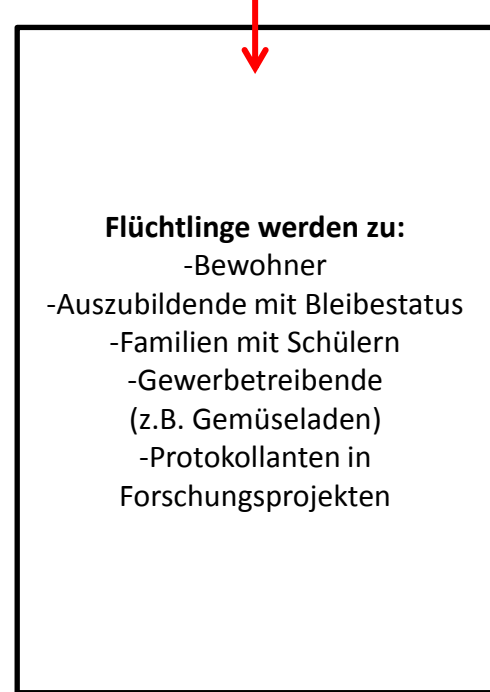 Flüchtlinge werden zu:
-Bewohner
-Auszubildende mit Bleibestatus
-Familien mit Schülern
-Gewerbetreibende
(z.B. Gemüseladen)
-Protokollanten in
Forschungsprojekten